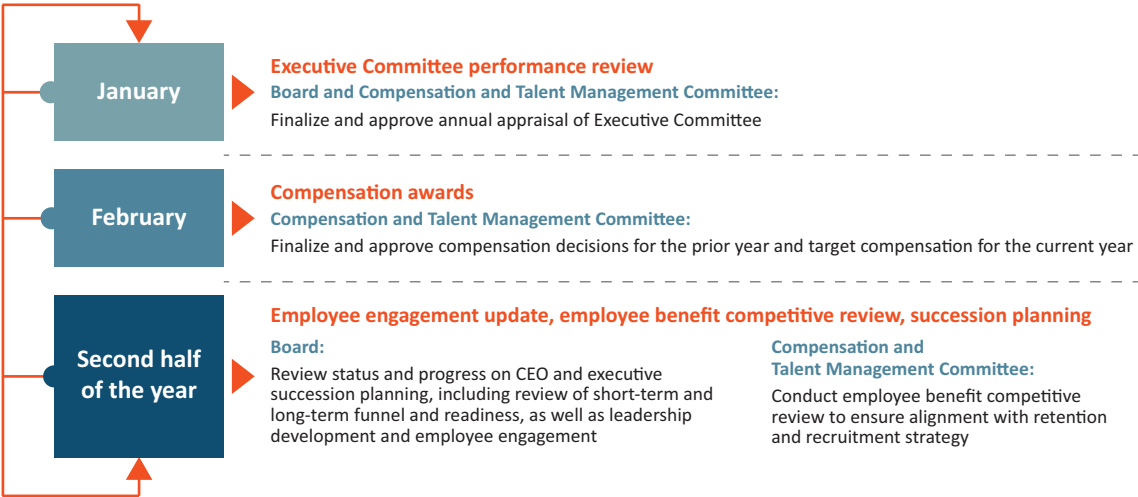 January
Executive Committee performance review
Board and Compensation and Talent Management Committee:
Finalize and approve annual appraisal of Executive Committee
February
Compensation awards
Compensation and Talent Management Committee:
Finalize and approve compensation decisions for the prior year and target compensation for the current year
Second half
of the year
Employee engagement update, employee benefit competitive review, succession planning
Board:
Review status and progress on CEO and executive
succession planning, including review of short-term and
long-term funnel and readiness, as well as leadership
development and employee engagement
Compensation and
Talent Management Committee:
Conduct employee benefit competitive
review to ensure alignment with retention
and recruitment strategy